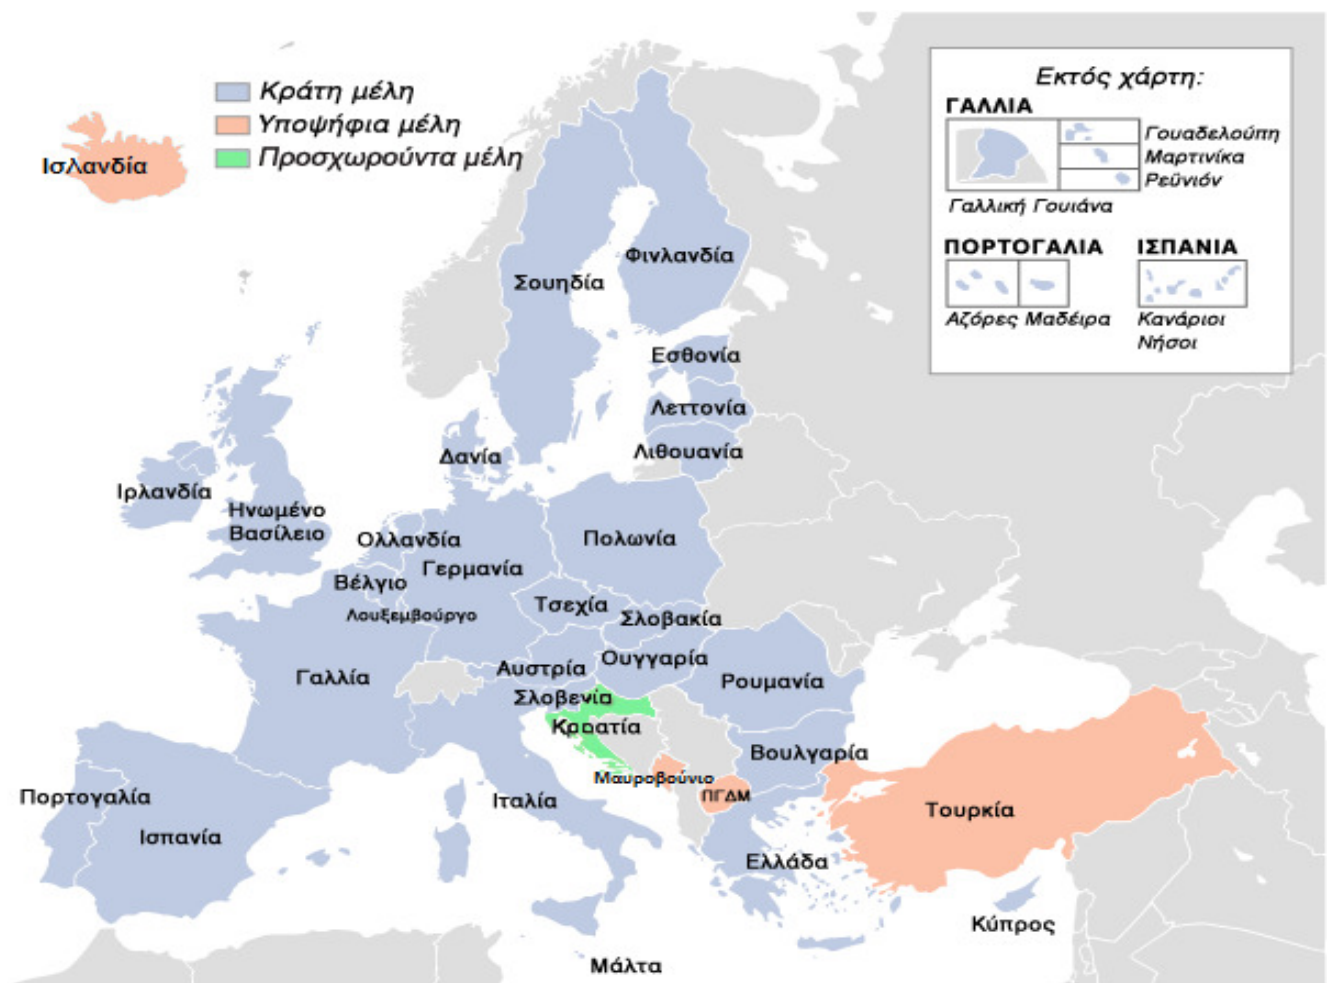 Κράτη μέλη
Υποψήφια μέλη
Προσχωρούντα μέλη
Εκτός χάρτη:
ΓΑΛΛΙΑ
Γουαδελούπη
Μαρτινίκα
Ρεϋνιόν
Γαλλική Γουιάνα
ΠΟΡΤΟΓΑΛΙΑ
ΙΣΠΑΝΙΑ
Αζόρες Μαδέιρα
Κανάριοι
Νήσοι
Ισλανδία
Φινλανδία
Σουηδία
Εσθονία
Λεττονία
Λιθουανία
Δανία
Ιρλανδία
Ηνωμένο
Βασίλειο
Ολλανδία
Πολωνία
Γερμανία
Βέλγιο
Λουξεμβούργο
Τσεχία
Σλοβακία
Γαλλία
Αυστρία
Ουγγαρία
Ρουμανία
Σλοβενία
Κροατία
Βουλγαρία
Μαυροβούνιο
ΠΓΔΜ
Πορτογαλία
Ισπανία
Ιταλία
Τουρκία
Ελλάδα
Κύπρος
Μάλτα